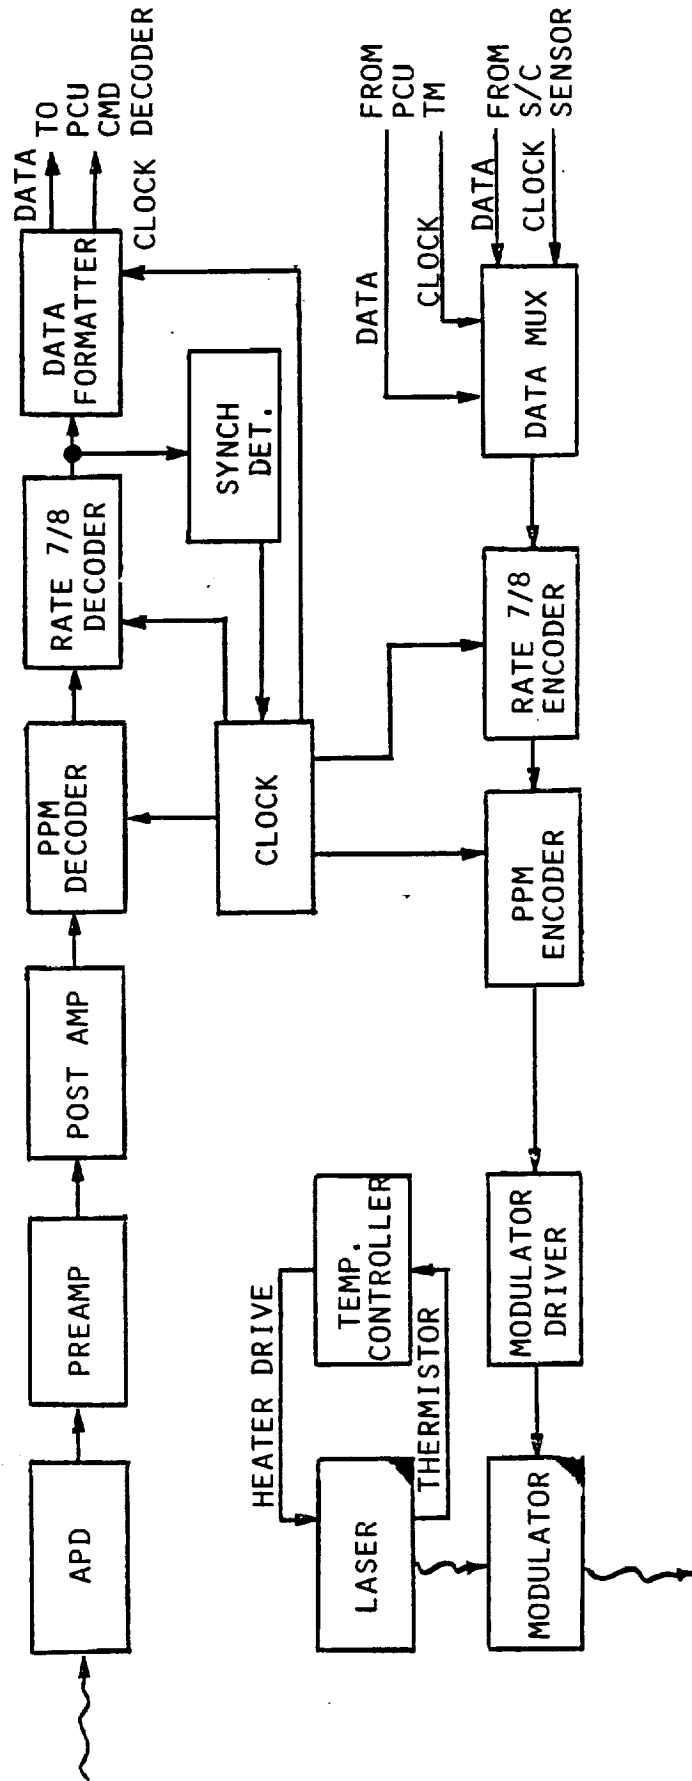 APD
PREAMP
POST AMP
PPM
DECODER
RATE 7/8
DECODER
DATA
FORMATTER
DATA
TO
PCU
CMD
CLOCK DECODER
SYNCH
DET.
CLOCK
HEATER DRIVE
TEMP.
CONTROLLER
THERMISTOR
LASER
MODULATOR
MODULATOR
DRIVER
PPM
ENCODER
RATE 7/8
ENCODER
DATA MUX
DATA
CLOCK
FROM
PCU
TM
DATA
CLOCK
FROM
S/C
SENSOR